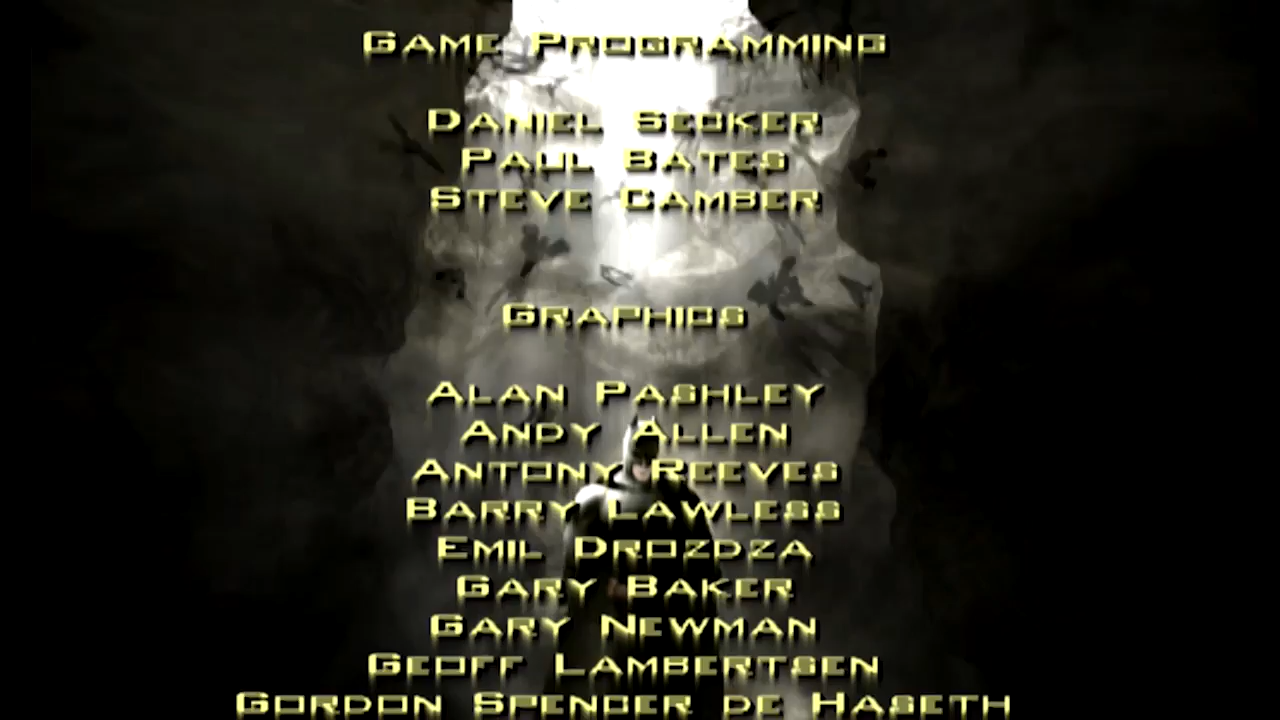 Game Programming
Daniel Seoker
Paul Bates
Steve Camber
Graphics
Alan Pashley
Andy Allen
Antony Reeves
Barry Lawless
Emil Drozdza
Gary Baker
Gary Newman
Geoff Lambertsen
Gordon Spencer de Haseth